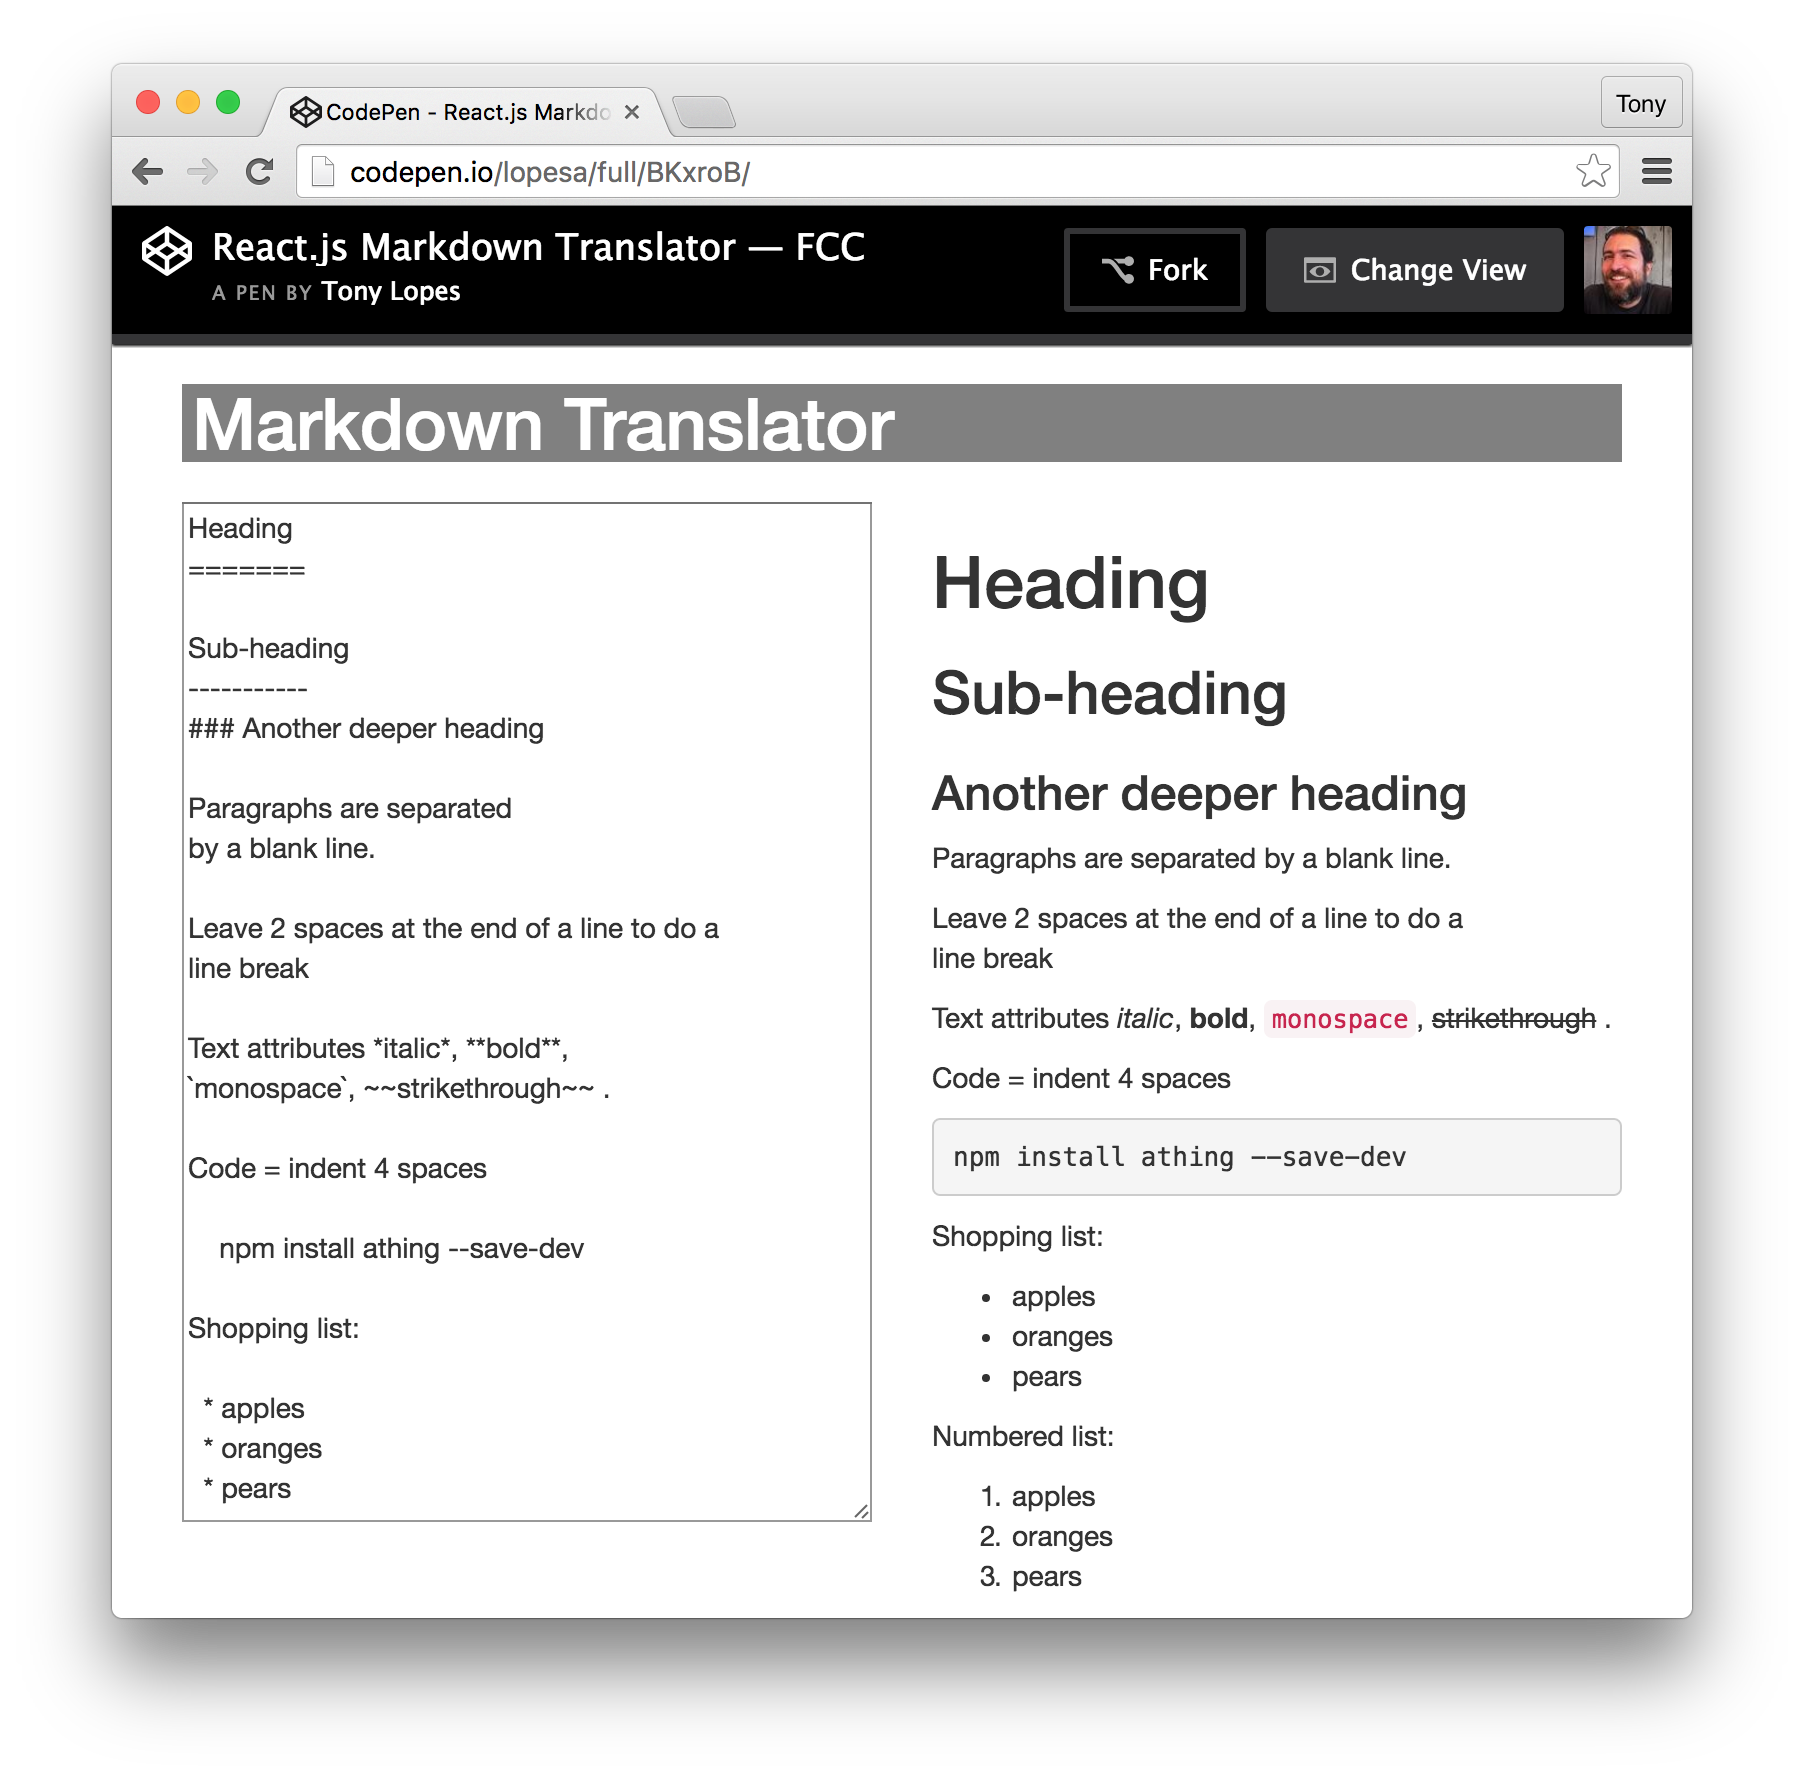 CodePen - React.js Markdo
Tony
codepen.io/lopesa/full/BKxroB/
React.js Markdown Translator — FCC
A PEN BY Tony Lopes
Fork
Change View
Markdown Translator
Heading
=======
Sub-heading
-----------
### Another deeper heading
Paragraphs are separated
by a blank line.
Leave 2 spaces at the end of a line to do a
line break
Text attributes *italic*, **bold**,
`monospace`, ~~strikethrough~~ .
Code = indent 4 spaces
npm install athing --save-dev
Shopping list:
* apples
* oranges
* pears
Heading
Sub-heading
Another deeper heading
Paragraphs are separated by a blank line.
Leave 2 spaces at the end of a line to do a
line break
Text attributes italic, bold, monospace, strikethrough .
Code = indent 4 spaces
npm install athing --save-dev
Shopping list:
• apples
• oranges
• pears
Numbered list:
1. apples
2. oranges
3. pears